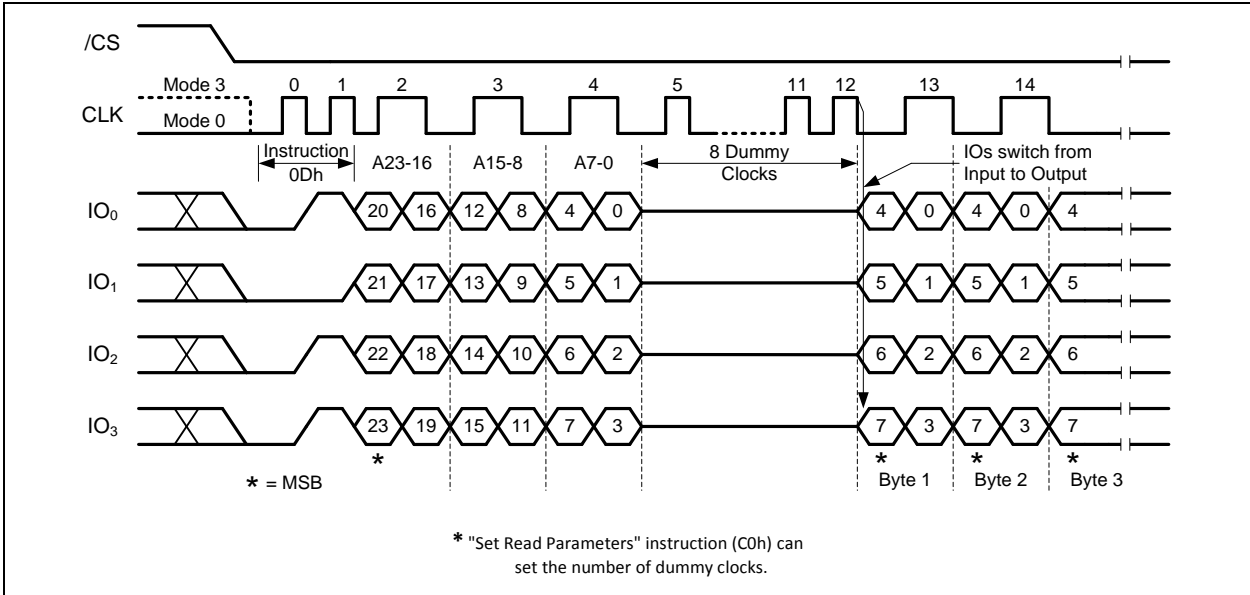 /CS
Mode 3 0 1 2 3 4 5 11 12 13 14
CLK
Mode 0
Instruction
0Dh
A23-16 A15-8 A7-0
8 Dummy
Clocks
IOs switch from
Input to Output
IO₀ 20 16 12 8 4 0 4 0 4 0 4
IO₁ 21 17 13 9 5 1 5 1 5 1 5
IO₂ 22 18 14 10 6 2 6 2 6 2 6
IO₃ 23 19 15 11 7 3 7 3 7 3 7
* * * *
* = MSB
Byte 1 Byte 2 Byte 3
* "Set Read Parameters" instruction (C0h) can
set the number of dummy clocks.